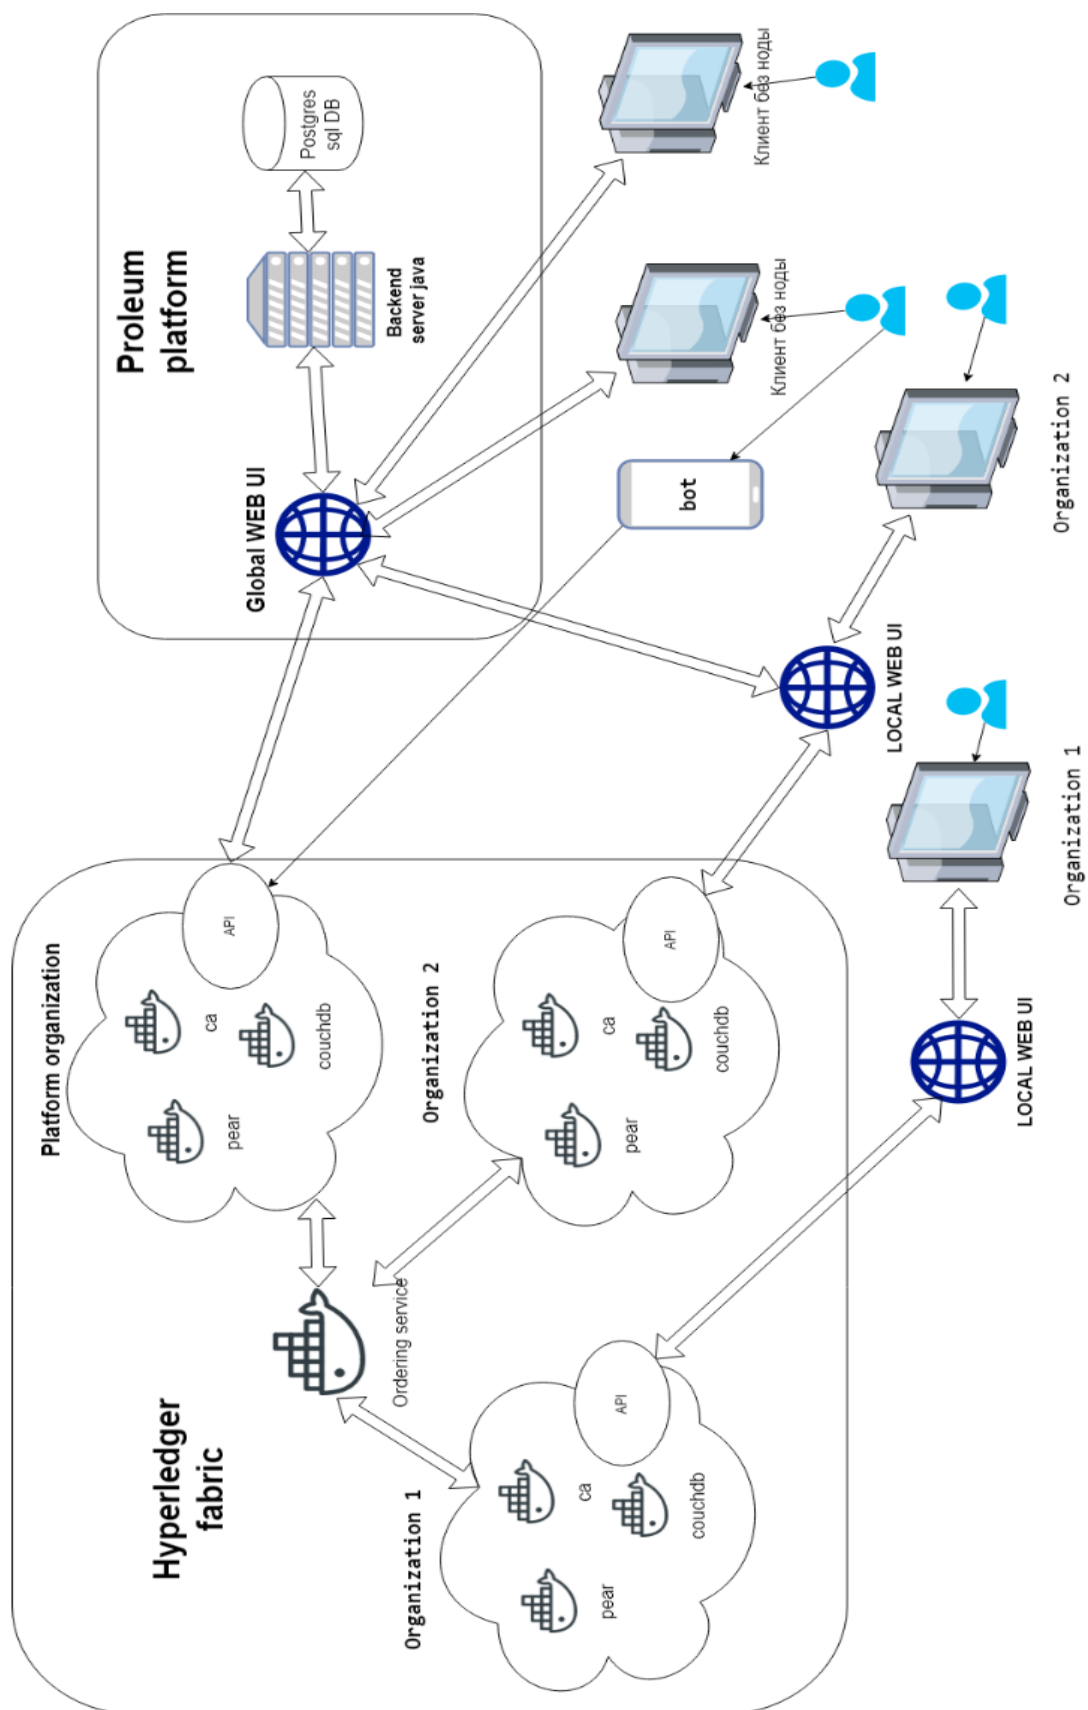 Hyperledger
fabric
Platform organization
ca
pear
couchdb
API
Ordering service
Organization 1
ca
pear
couchdb
API
Organization 2
ca
pear
couchdb
API
Proleum
platform
Global WEB UI
Backend
server java
Postgres
sql DB
Клиент без ноды
Клиент без ноды
bot
LOCAL WEB UI
Organization 2
LOCAL WEB UI
Organization 1